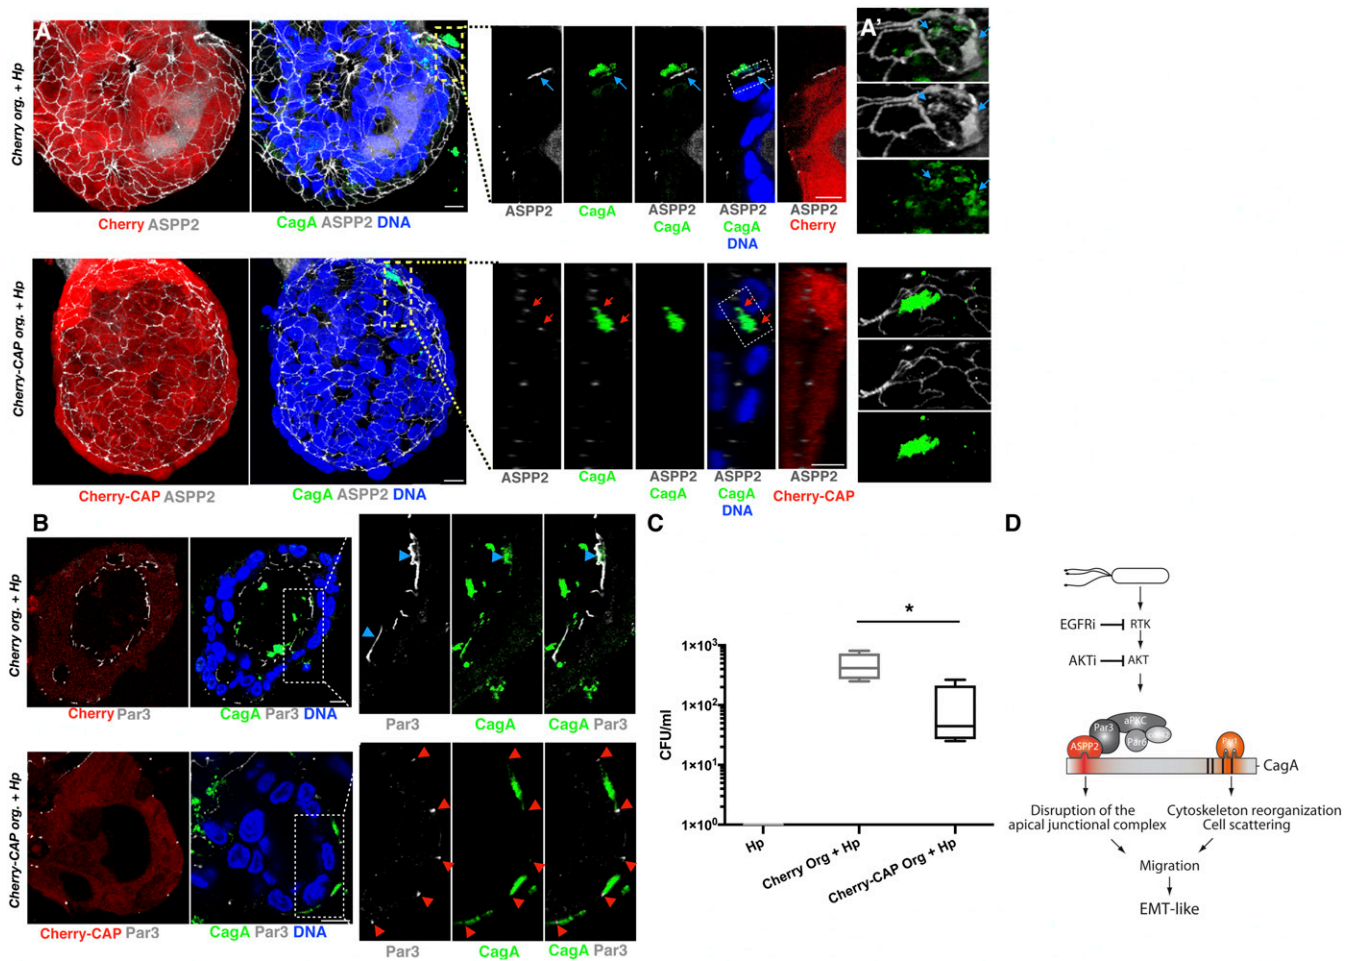 A
A'
Cherry org. + Hp
Cherry ASPP2
CagA ASPP2 DNA
ASPP2
CagA
ASPP2
CagA
ASPP2
CagA
DNA
ASPP2
Cherry
Cherry-CAP org. + Hp
Cherry-CAP ASPP2
CagA ASPP2 DNA
ASPP2
CagA
ASPP2
CagA
ASPP2
CagA
DNA
ASPP2
Cherry-CAP
B
Cherry org. + Hp
Cherry Par3
CagA Par3 DNA
Par3
CagA
CagA Par3
Cherry-CAP org. + Hp
Cherry-CAP Par3
CagA Par3 DNA
Par3
CagA
CagA Par3
C
CFU/ml
1×10³
1×10²
1×10¹
1×10⁰
*
Hp
Cherry Org + Hp
Cherry-CAP Org + Hp
D
EGFRi
RTK
AKTi
AKT
Par3
aPKC
Par6
ASPP2
Par1
CagA
Disruption of the
apical junctional complex
Cytoskeleton reorganization
Cell scattering
Migration
EMT-like